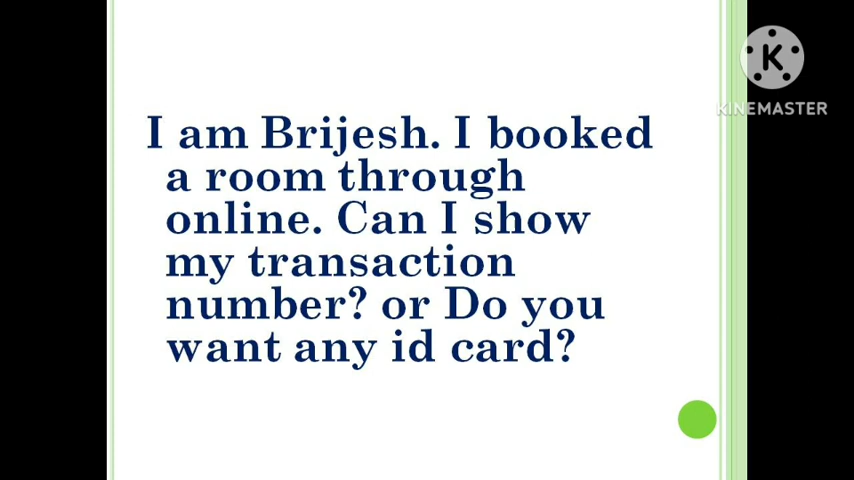 KINEMASTER
I am Brijesh. I booked
a room through
online. Can I show
my transaction
number? or Do you
want any id card?